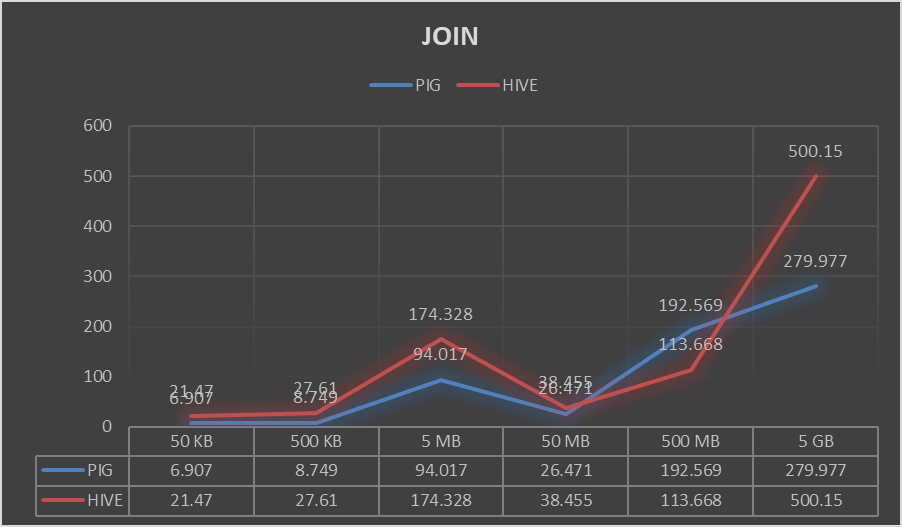 JOIN
PIG HIVE
600
500
400
300
200
100
0
500.15
279.977
174.328
192.569
94.017
113.668
21.47 27.61 38.455
6.907 8.749 26.471
50 KB 500 KB 5 MB 50 MB 500 MB 5 GB
PIG 6.907 8.749 94.017 26.471 192.569 279.977
HIVE 21.47 27.61 174.328 38.455 113.668 500.15